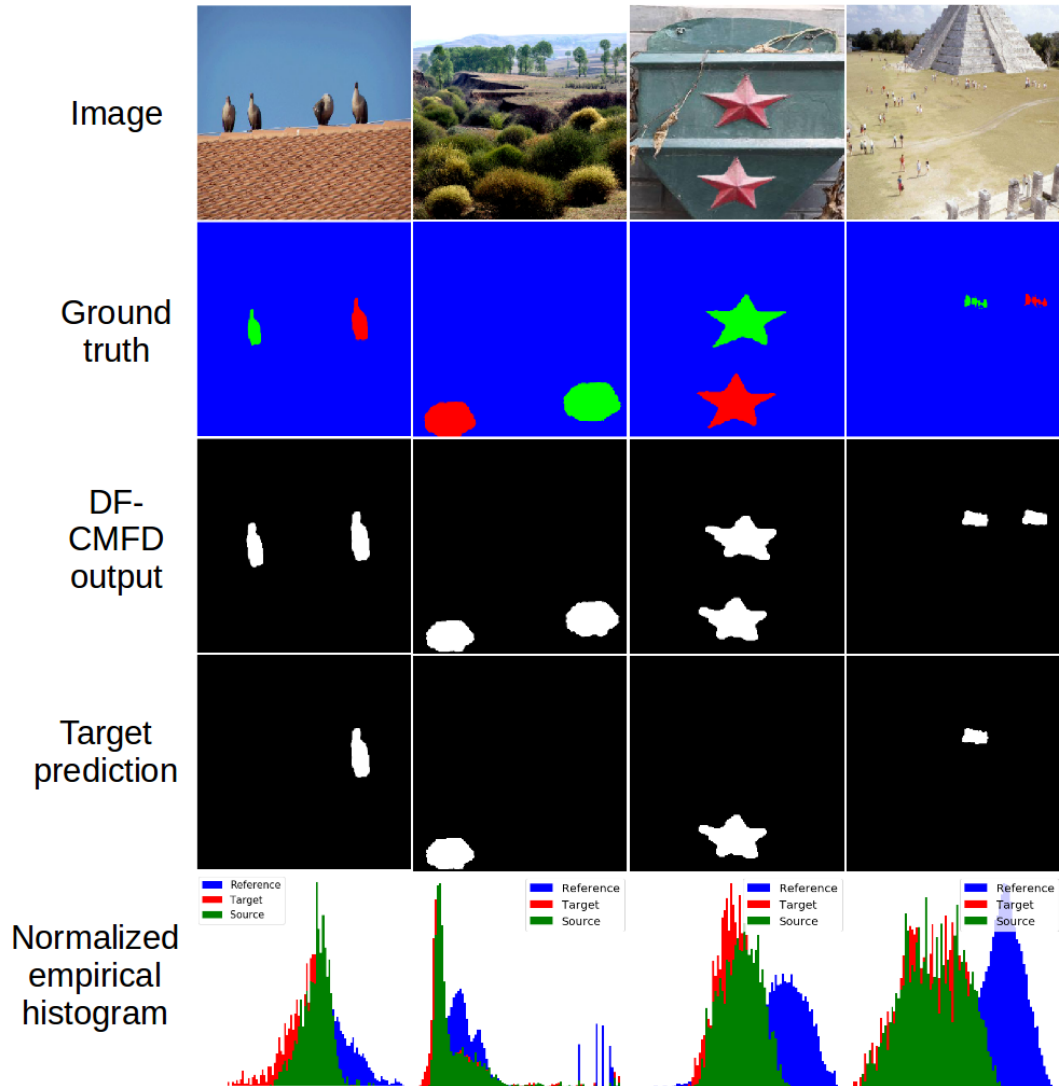 Image
Ground
truth
DF-
CMFD
output
Target
prediction
Normalized
empirical
histogram
Reference
Target
Source
Reference
Target
Source
Reference
Target
Source
Reference
Target
Source